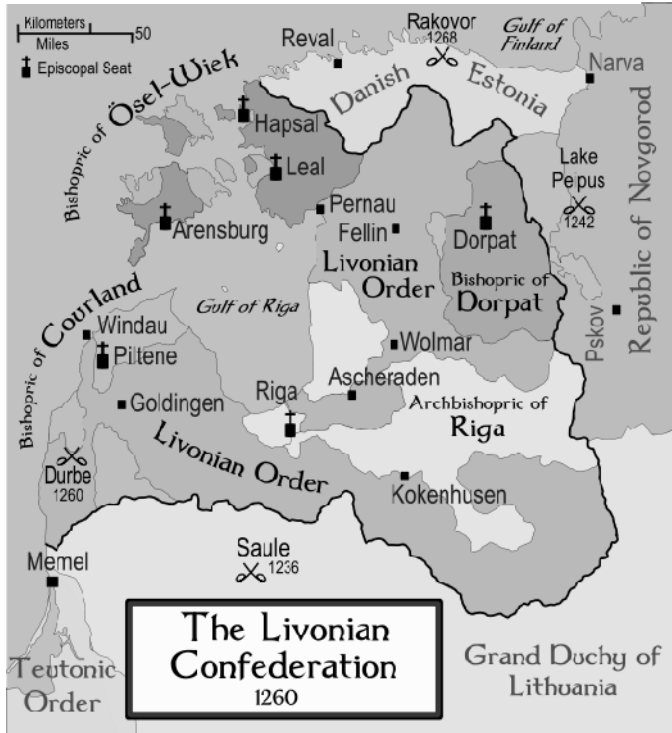 Kilometers
50
Miles
Episcopal Seat
Bishopric of Ösel-Wiek
Rakovor
1268
Gulf of
Finland
Reval
Narva
Danish
Estonia
Hapsal
Leal
Lake
Peipus
1242
Republic of Novgorod
Pernau
Arensburg
Fellin
Dorpat
Livonian
Order
Bishopric of
Dorpat
Gulf of Riga
Bishopric of Courland
Windau
Piltene
Pskov
Wolmar
Ascheraden
Goldingen
Riga
Archbishopric of
Riga
Livonian Order
Durbe
1260
Kokenhusen
Memel
Saule
1236
The Livonian
Confederation
1260
Teutonic
Order
Grand Duchy of
Lithuania